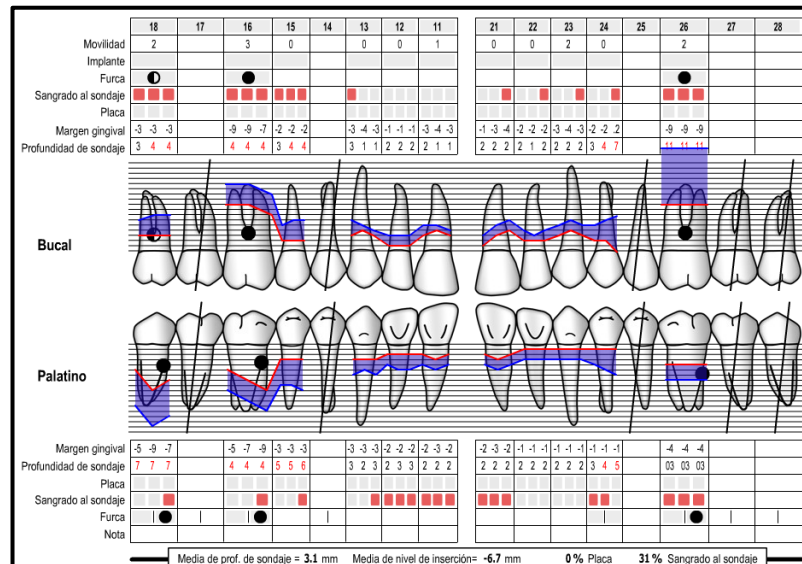 18 17 16 15 14 13 12 11 21 22 22 23 24 25 26 27 28
Movilidad 2 3 0 0 0 1 0 0 2 0 2
Implante
Furca
Sangrado al sondaje
Placa
Margen gingival -3 -3 -3 -9 -9 -7 -2 -2 -2 -3 -4 -3 -1 -1 -1 -3 -4 -3 -1 -3 -4 -2 -2 -2 -3 -4 -3 -2 -2 -2 -9 -9 -9
Profundidad de sondaje 3 4 4 4 4 4 3 4 4 3 1 1 2 2 2 2 1 1 2 2 2 2 1 2 2 2 2 3 4 7 11 11 11
Bucal
Palatino
Margen gingival -5 -9 -7 -5 -7 -9 -3 -3 -3 -3 -3 -3 -2 -2 -2 -2 -3 -2 -2 -3 -2 -1 -1 -1 -1 -1 -1 -1 -1 -1 -4 -4 -4
Profundidad de sondaje 7 7 7 4 4 4 5 5 6 3 2 3 2 3 3 2 2 2 2 2 2 2 2 2 2 2 2 3 4 5 03 03 03
Placa
Sangrado al sondaje
Furca
Nota
Media de prof. de sondaje = 3.1 mm Media de nivel de inserción= -6.7 mm 0 % Placa 31 % Sangrado al sondaje